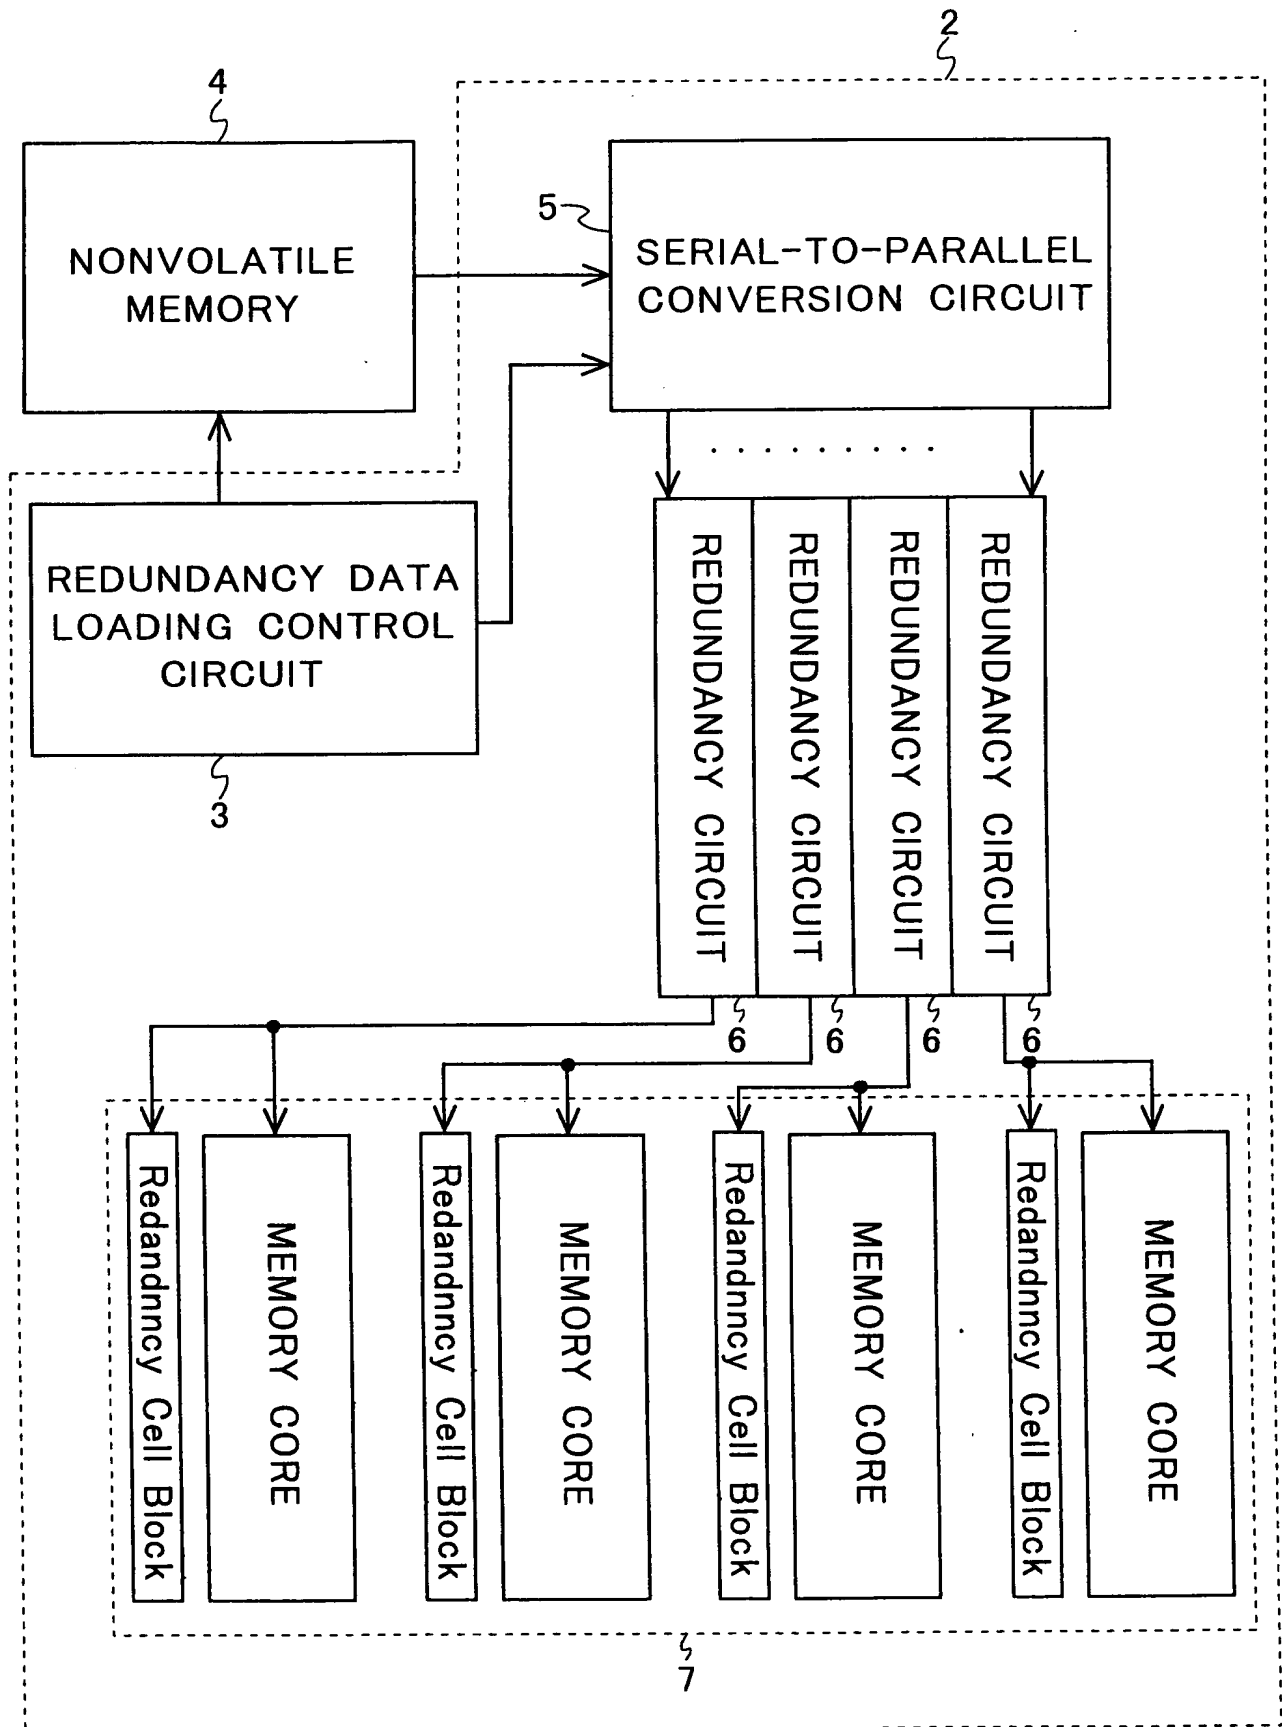 2
4
NONVOLATILE
MEMORY
5
SERIAL-TO-PARALLEL
CONVERSION CIRCUIT
REDUNDANCY DATA
LOADING CONTROL
CIRCUIT
3
REDUNDANCY CIRCUIT
REDUNDANCY CIRCUIT
REDUNDANCY CIRCUIT
REDUNDANCY CIRCUIT
6
6
6
6
Redandnncy Cell Block
MEMORY CORE
Redandnncy Cell Block
MEMORY CORE
Redandnncy Cell Block
MEMORY CORE
Redandnncy Cell Block
MEMORY CORE
7